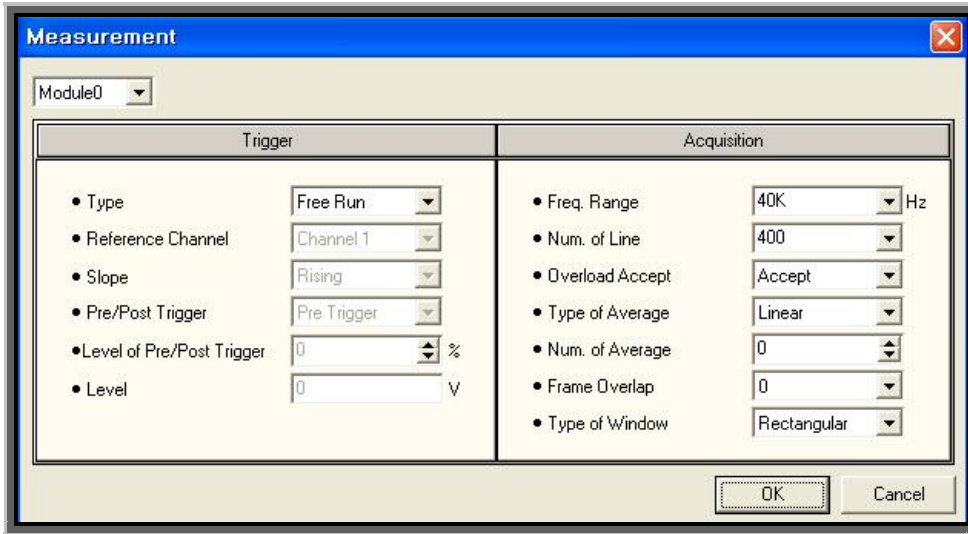 Measurement
Module0
Trigger
• Type Free Run
• Reference Channel Channel 1
• Slope Rising
• Pre/Post Trigger Pre Trigger
•Level of Pre/Post Trigger 0 %
• Level 0 V
Acquisition
• Freq. Range 40K Hz
• Num. of Line 400
• Overload Accept Accept
• Type of Average Linear
• Num. of Average 0
• Frame Overlap 0
• Type of Window Rectangular
OK Cancel